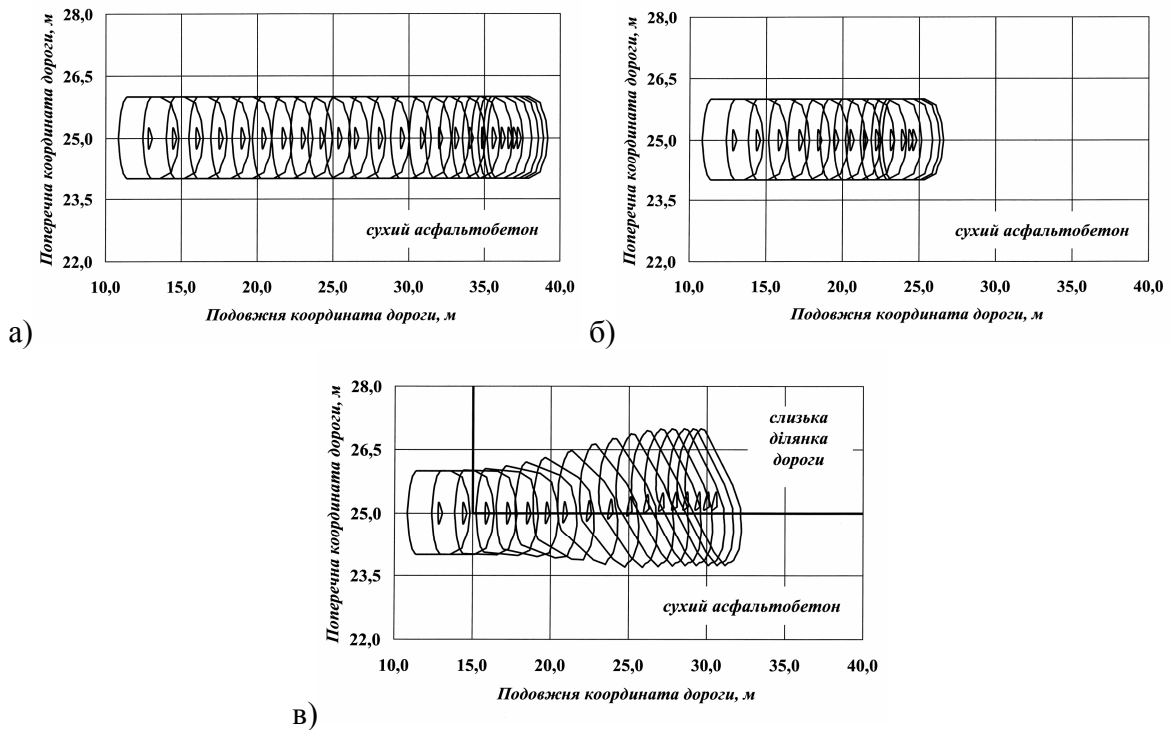 28,0
26,5
25,0
23,5
22,0
Поперечна координата дороги, м
сухий асфальтобетон
10,0 15,0 20,0 25,0 30,0 35,0 40,0
Подовжня координата дороги, м
а)
28,0
26,5
25,0
23,5
22,0
Поперечна координата дороги, м
сухий асфальтобетон
10,0 15,0 20,0 25,0 30,0 35,0 40,0
Подовжня координата дороги, м
б)
28,0
26,5
25,0
23,5
22,0
Поперечна координата дороги, м
слизька
ділянка
дороги
сухий асфальтобетон
10,0 15,0 20,0 25,0 30,0 35,0 40,0
Подовжня координата дороги, м
в)